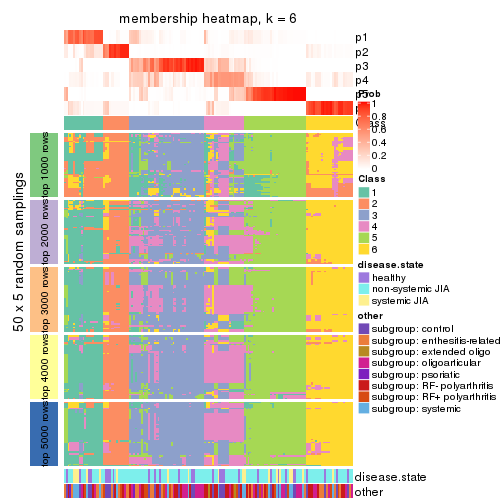 membership heatmap, k = 6
p1
p2
p3
p4
Prob
1
0.8
0.6
0.4
0.2
0
Class
1
2
3
4
5
6
disease.state
healthy
non-systemic JIA
systemic JIA
other
subgroup: control
subgroup: enthesitis-related
subgroup: extended oligo
subgroup: oligoarticular
subgroup: psoriatic
subgroup: RF- polyarthritis
subgroup: RF+ polyarthritis
subgroup: systemic
50 x 5 random samplings
top 1000 rows
top 2000 rows
top 3000 rows
top 4000 rows
top 5000 rows
disease.state
other